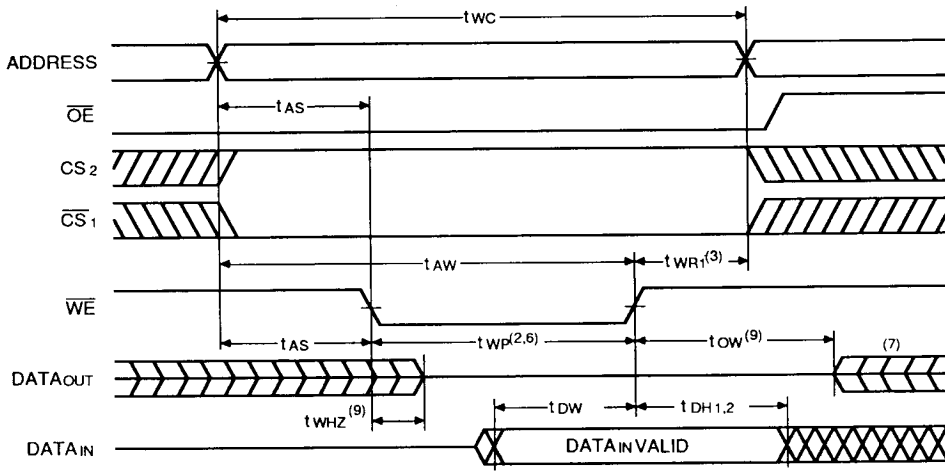 tWC
ADDRESS
tAS
OE
CS2
CS1
tAW
tWR1(3)
WE
tAS
tWP(2,6)
tOW(9)
(7)
DATAOUT
tWHZ(9)
tDW
tDH1,2
DATAIN
DATAIN VALID